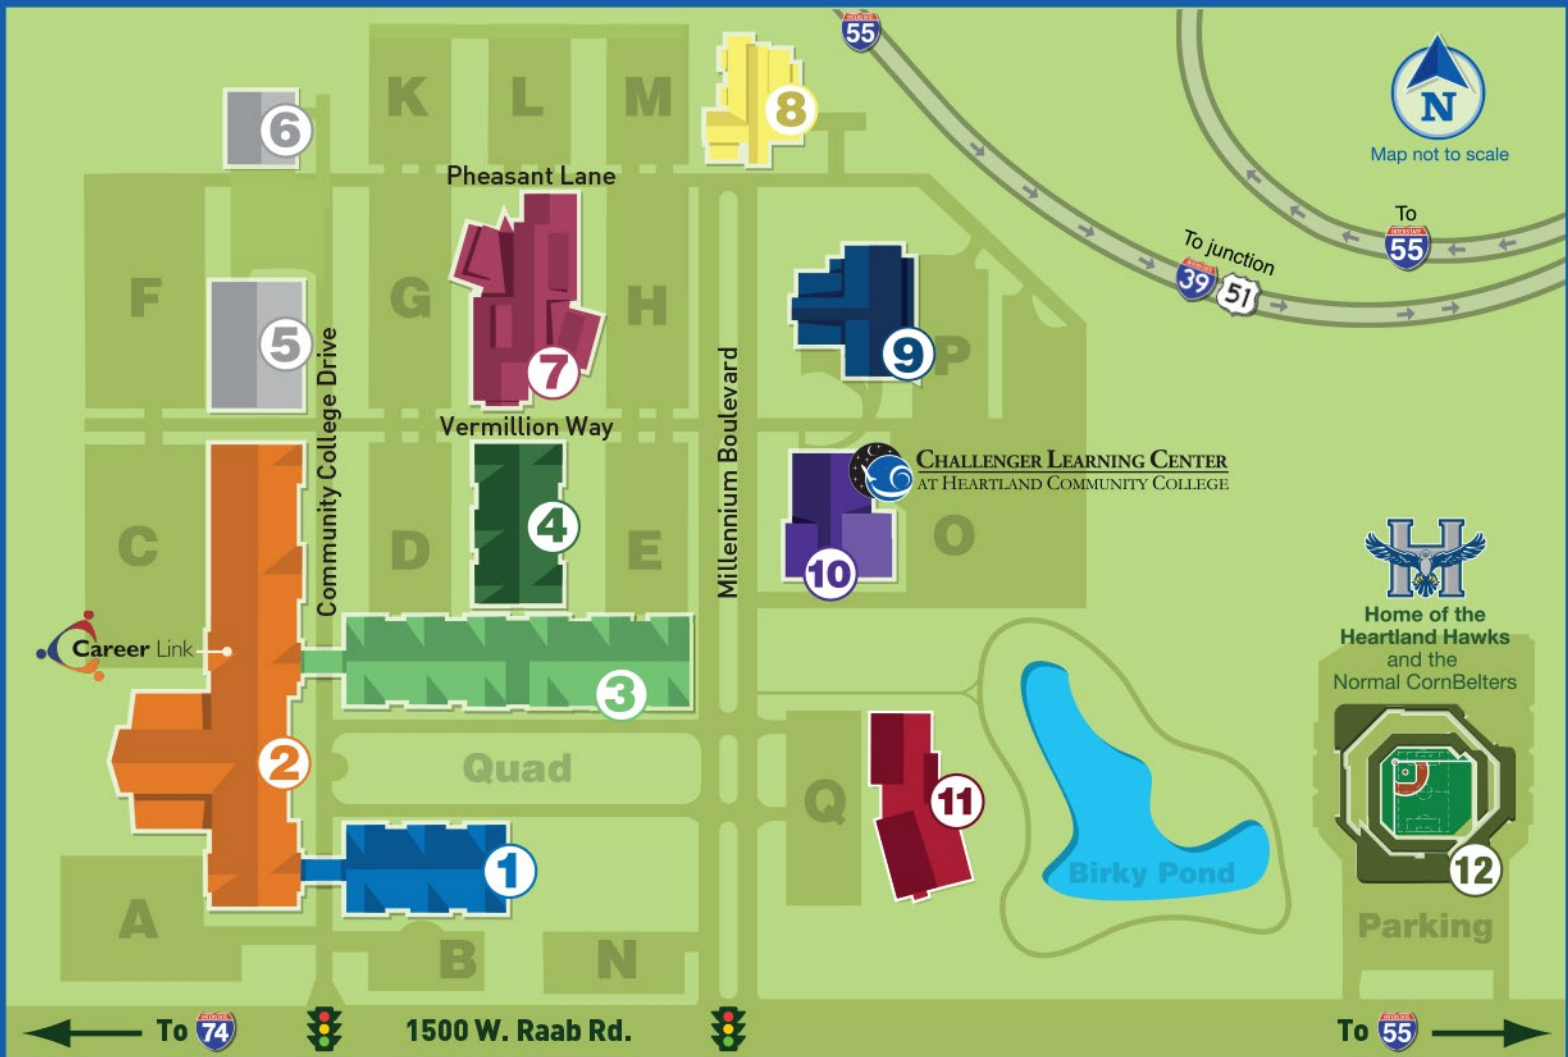 INTERSTATE
55
N
Map not to scale
K
L
M
8
6
Pheasant Lane
To
INTERSTATE
55
To junction
39
51
F
5
G
7
H
9
P
Community College Drive
Millennium Boulevard
Vermillion Way
CHALLENGER LEARNING CENTER
AT HEARTLAND COMMUNITY COLLEGE
C
D
4
E
10
O
H
Home of the
Heartland Hawks
and the
Normal CornBelters
Career Link
3
2
Quad
Q
11
12
1
Birky Pond
A
B
N
Parking
To 74
1500 W. Raab Rd.
To 55